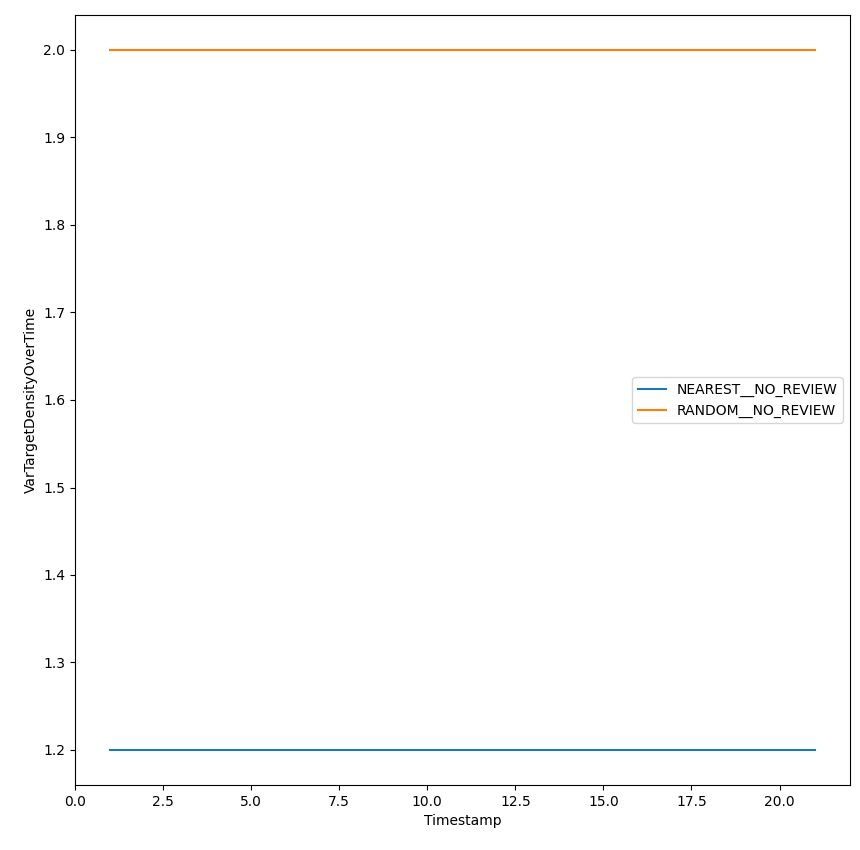 2.0
1.9
1.8
1.7
1.6
1.5
1.4
1.3
1.2
VarTargetDensityOverTime
NEAREST__NO_REVIEW
RANDOM__NO_REVIEW
0.0 2.5 5.0 7.5 10.0 12.5 15.0 17.5 20.0
Timestamp